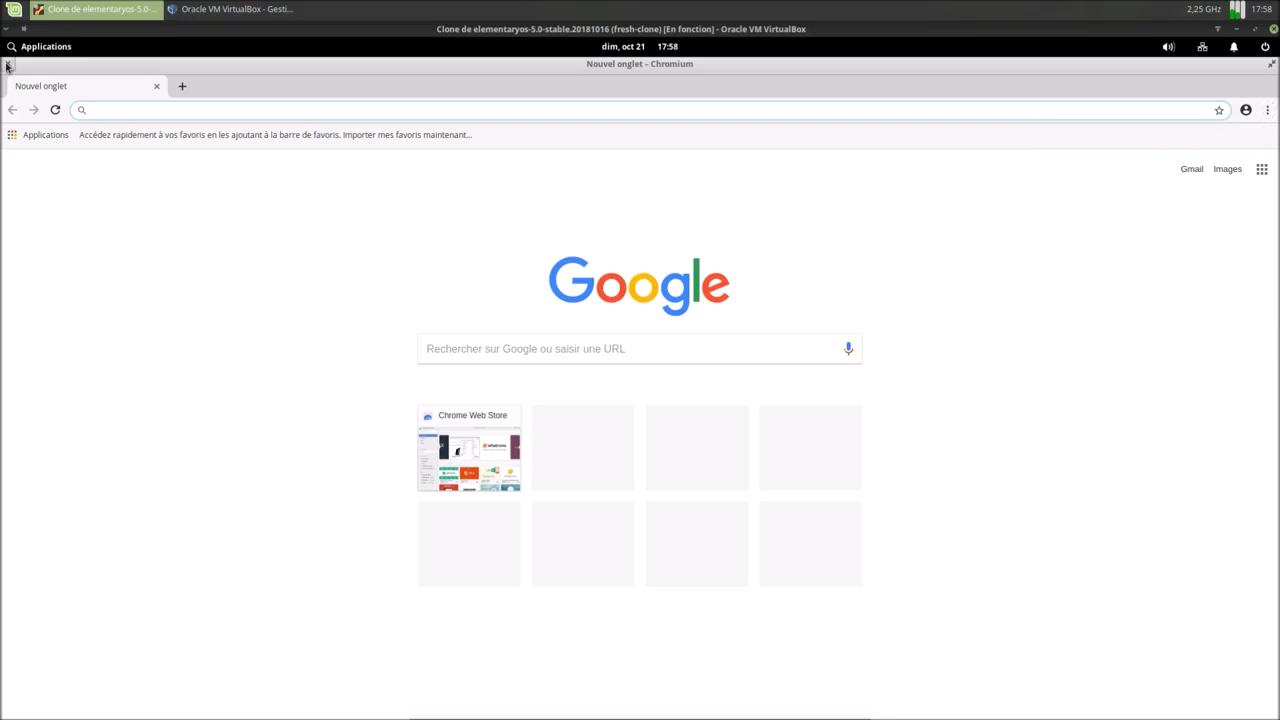 Clone de elementaryos-5.0-...
Oracle VM VirtualBox - Gesti...
2,25 GHz
17:58
Clone de elementaryos-5.0-stable.20181016 (fresh-clone) [En fonction] - Oracle VM VirtualBox
Applications
dim, oct 21 17:58
Nouvel onglet - Chromium
Nouvel onglet
Applications
Accédez rapidement à vos favoris en les ajoutant à la barre de favoris. Importer mes favoris maintenant...
Gmail
Images
Google
Rechercher sur Google ou saisir une URL
Chrome Web Store